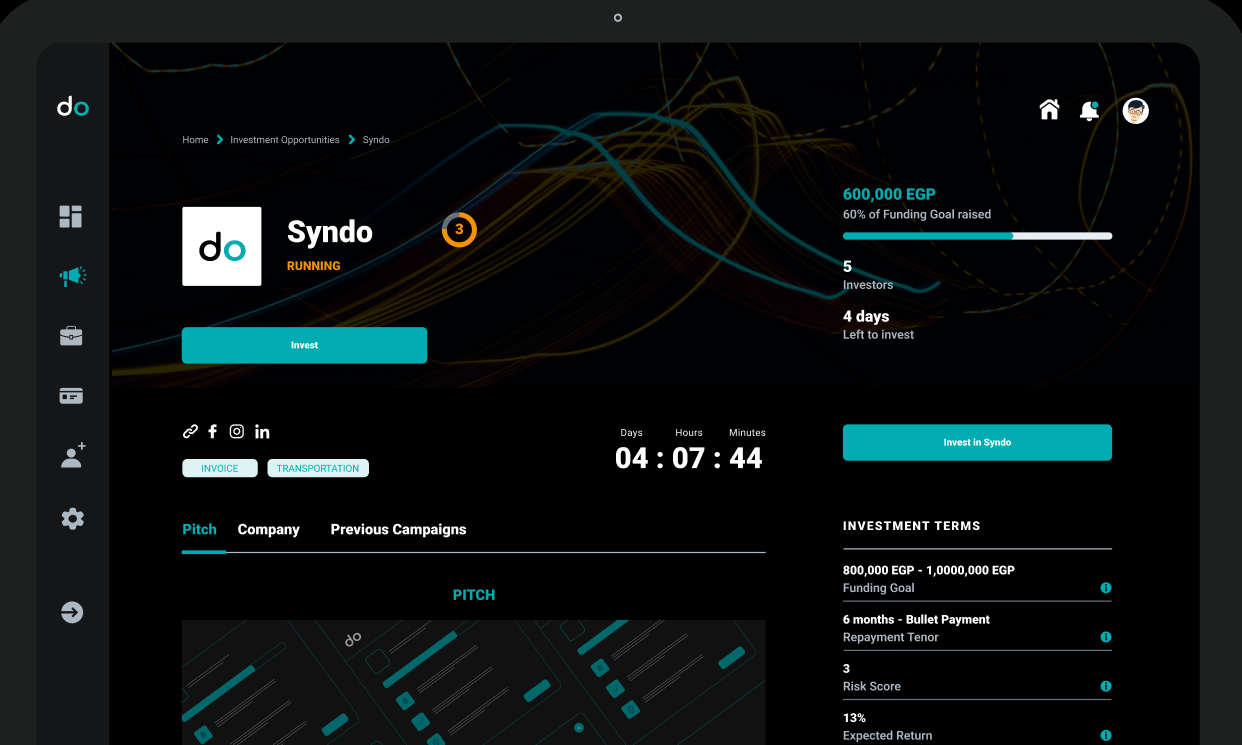 do
Home
Investment Opportunities
Syndo
600,000 EGP
60% of Funding Goal raised
do
Syndo
3
RUNNING
5
Investors
4 days
Left to invest
Invest
Days Hours Minutes
04 : 07 : 44
Invest in Syndo
INVOICE
TRANSPORTATION
Pitch
Company
Previous Campaigns
INVESTMENT TERMS
800,000 EGP - 1,0000,000 EGP
Funding Goal
6 months - Bullet Payment
Repayment Tenor
3
Risk Score
13%
Expected Return
PITCH
do